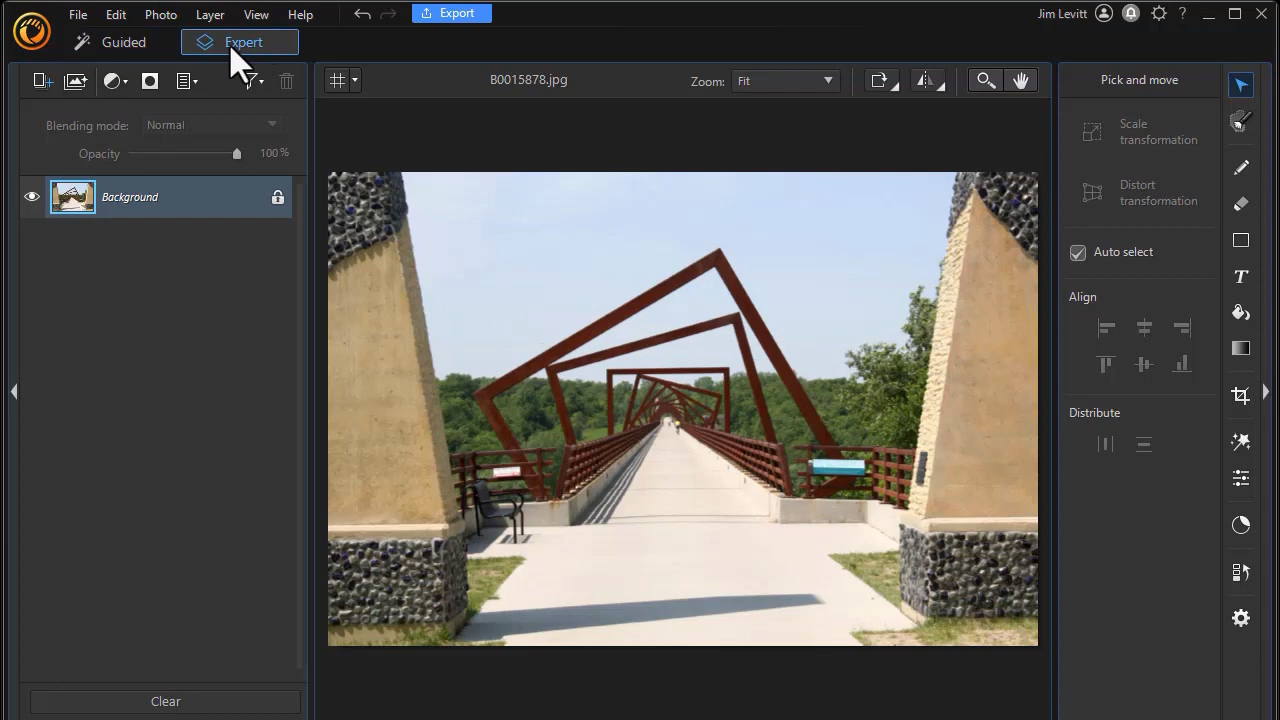 File Edit Photo Layer View Help Export Jim Levitt ?
Guided Expert
B0015878.jpg Zoom: Fit Pick and move
Blending mode: Normal
Opacity 100%
Background
Scale
transformation
Distort
transformation
Auto select
Align
Distribute
T
Clear